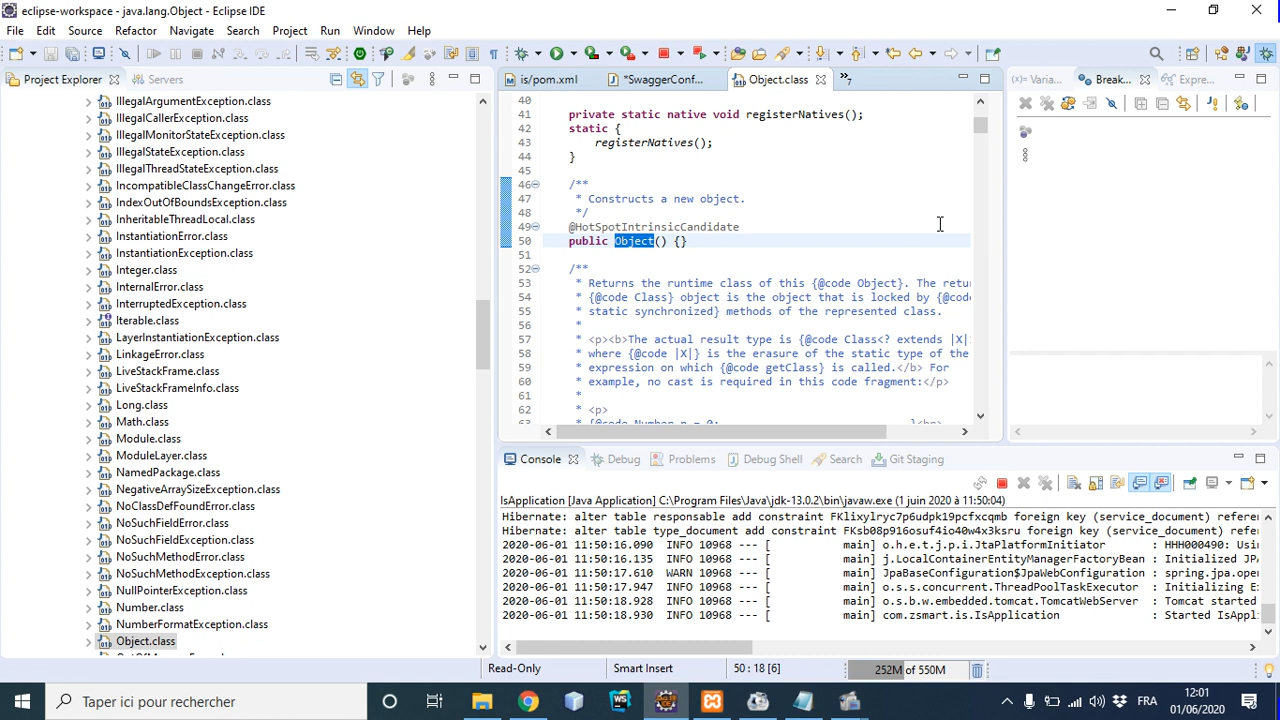 eclipse-workspace - java.lang.Object - Eclipse IDE
File Edit Source Refactor Navigate Search Project Run Window Help
Project Explorer Servers
IllegalArgumentException.class
IllegalCallerException.class
IllegalMonitorStateException.class
IllegalStateException.class
IllegalThreadStateException.class
IncompatibleClassChangeError.class
IndexOutOfBoundsException.class
InheritableThreadLocal.class
InstantiationError.class
InstantiationException.class
Integer.class
InternalError.class
InterruptedException.class
Iterable.class
LayerInstantiationException.class
LinkageError.class
LiveStackFrame.class
LiveStackFrameInfo.class
Long.class
Math.class
Module.class
ModuleLayer.class
NamedPackage.class
NegativeArraySizeException.class
NoClassDefFoundError.class
NoSuchFieldError.class
NoSuchFieldException.class
NoSuchMethodError.class
NoSuchMethodException.class
NullPointerException.class
Number.class
NumberFormatException.class
Object.class
is/pom.xml *SwaggerConf... Object.class »7
40
41 private static native void registerNatives();
42 static {
43 registerNatives();
44 }
45
46 /**
47 * Constructs a new object.
48 */
49 @HotSpotIntrinsicCandidate
50 public Object() {}
51
52 /**
53 * Returns the runtime class of this {@code Object}. The retu
54 * {@code Class} object is the object that is locked by {@cod
55 * static synchronized} methods of the represented class.
56 *
57 * <p><b>The actual result type is {@code Class<? extends |X|
58 * where {@code |X|} is the erasure of the static type of the
59 * expression on which {@code getClass} is called.</b> For
60 * example, no cast is required in this code fragment:</p>
61 *
62 * <p>
63 * {@code Number n = 0; }<br>
Varia... Break... Expre...
Console Debug Problems Debug Shell Search Git Staging
IsApplication [Java Application] C:\Program Files\Java\jdk-13.0.2\bin\javaw.exe (1 juin 2020 à 11:50:04)
Hibernate: alter table responsable add constraint FKlixylryc7p6udpk19pcfxcqmb foreign key (service_document) referen
Hibernate: alter table type_document add constraint FKsb08p916osuf4io40w4x3ksru foreign key (service_document) refer
2020-06-01 11:50:16.090 INFO 10968 --- [ main] o.h.e.t.j.p.i.JtaPlatformInitiator : HHH000490: Usi
2020-06-01 11:50:16.135 INFO 10968 --- [ main] j.LocalContainerEntityManagerFactoryBean : Initialized JP
2020-06-01 11:50:17.610 WARN 10968 --- [ main] JpaBaseConfiguration$JpaWebConfiguration : spring.jpa.ope
2020-06-01 11:50:17.947 INFO 10968 --- [ main] o.s.s.concurrent.ThreadPoolTaskExecutor : Initializing E
2020-06-01 11:50:18.928 INFO 10968 --- [ main] o.s.b.w.embedded.tomcat.TomcatWebServer : Tomcat started
2020-06-01 11:50:18.930 INFO 10968 --- [ main] com.zsmart.is.IsApplication : Started IsAppl
Read-Only Smart Insert 50 : 18 [6] 252M of 550M
Taper ici pour rechercher
FRA
12:01
01/06/2020